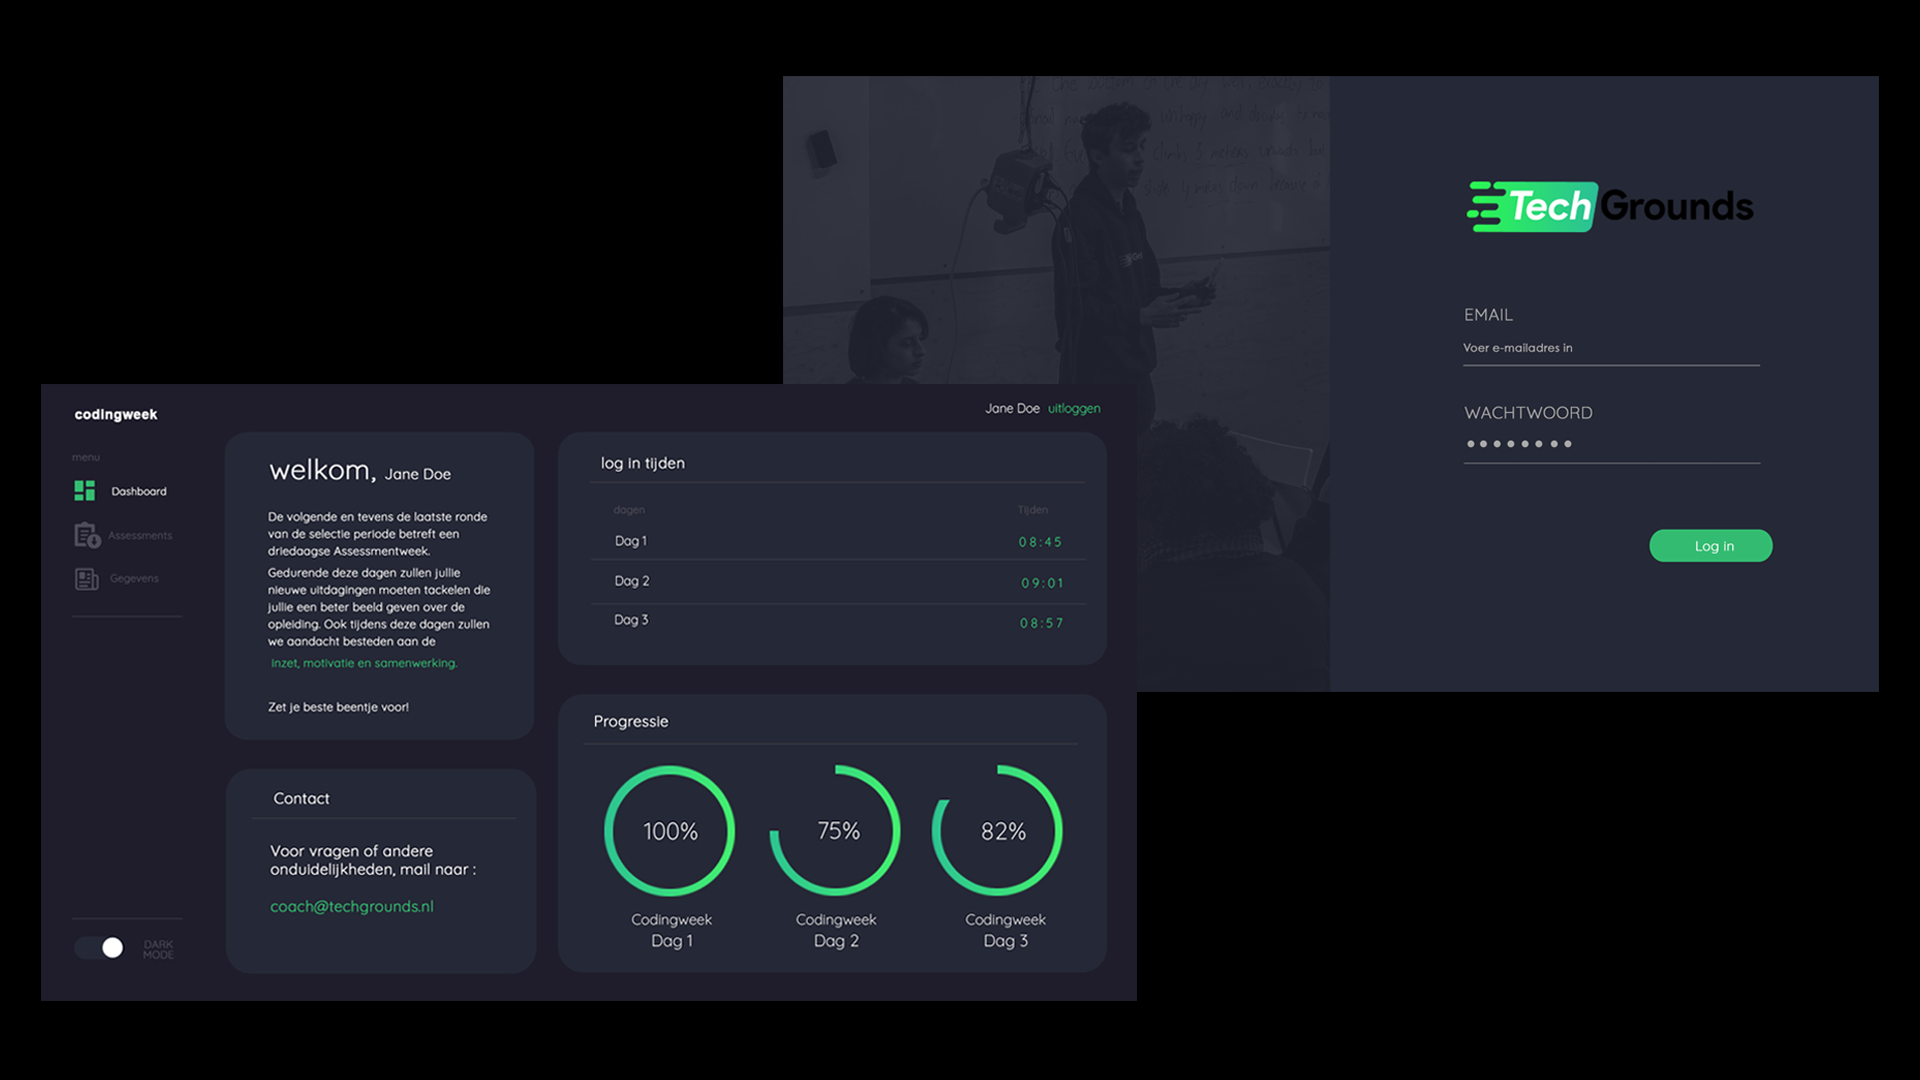 codingweek
menu
Dashboard
Assessments
Gegevens
DARK
MODE
Jane Doe uitloggen
welkom, Jane Doe
De volgende en tevens de laatste ronde
van de selectie periode betreft een
driedaagse Assessmentweek.
Gedurende deze dagen zullen jullie
nieuwe uitdagingen moeten tackelen die
jullie een beter beeld geven over de
opleiding. Ook tijdens deze dagen zullen
we aandacht besteden aan de
inzet, motivatie en samenwerking.
Zet je beste beentje voor!
Contact
Voor vragen of andere
onduidelijkheden, mail naar :
coach@techgrounds.nl
log in tijden
dagen Tijden
Dag 1 08:45
Dag 2 09:01
Dag 3 08:57
Progressie
100% 75% 82%
Codingweek Codingweek Codingweek
Dag 1 Dag 2 Dag 3
Tech Grounds
EMAIL
Voer e-mailadres in
WACHTWOORD
Log in